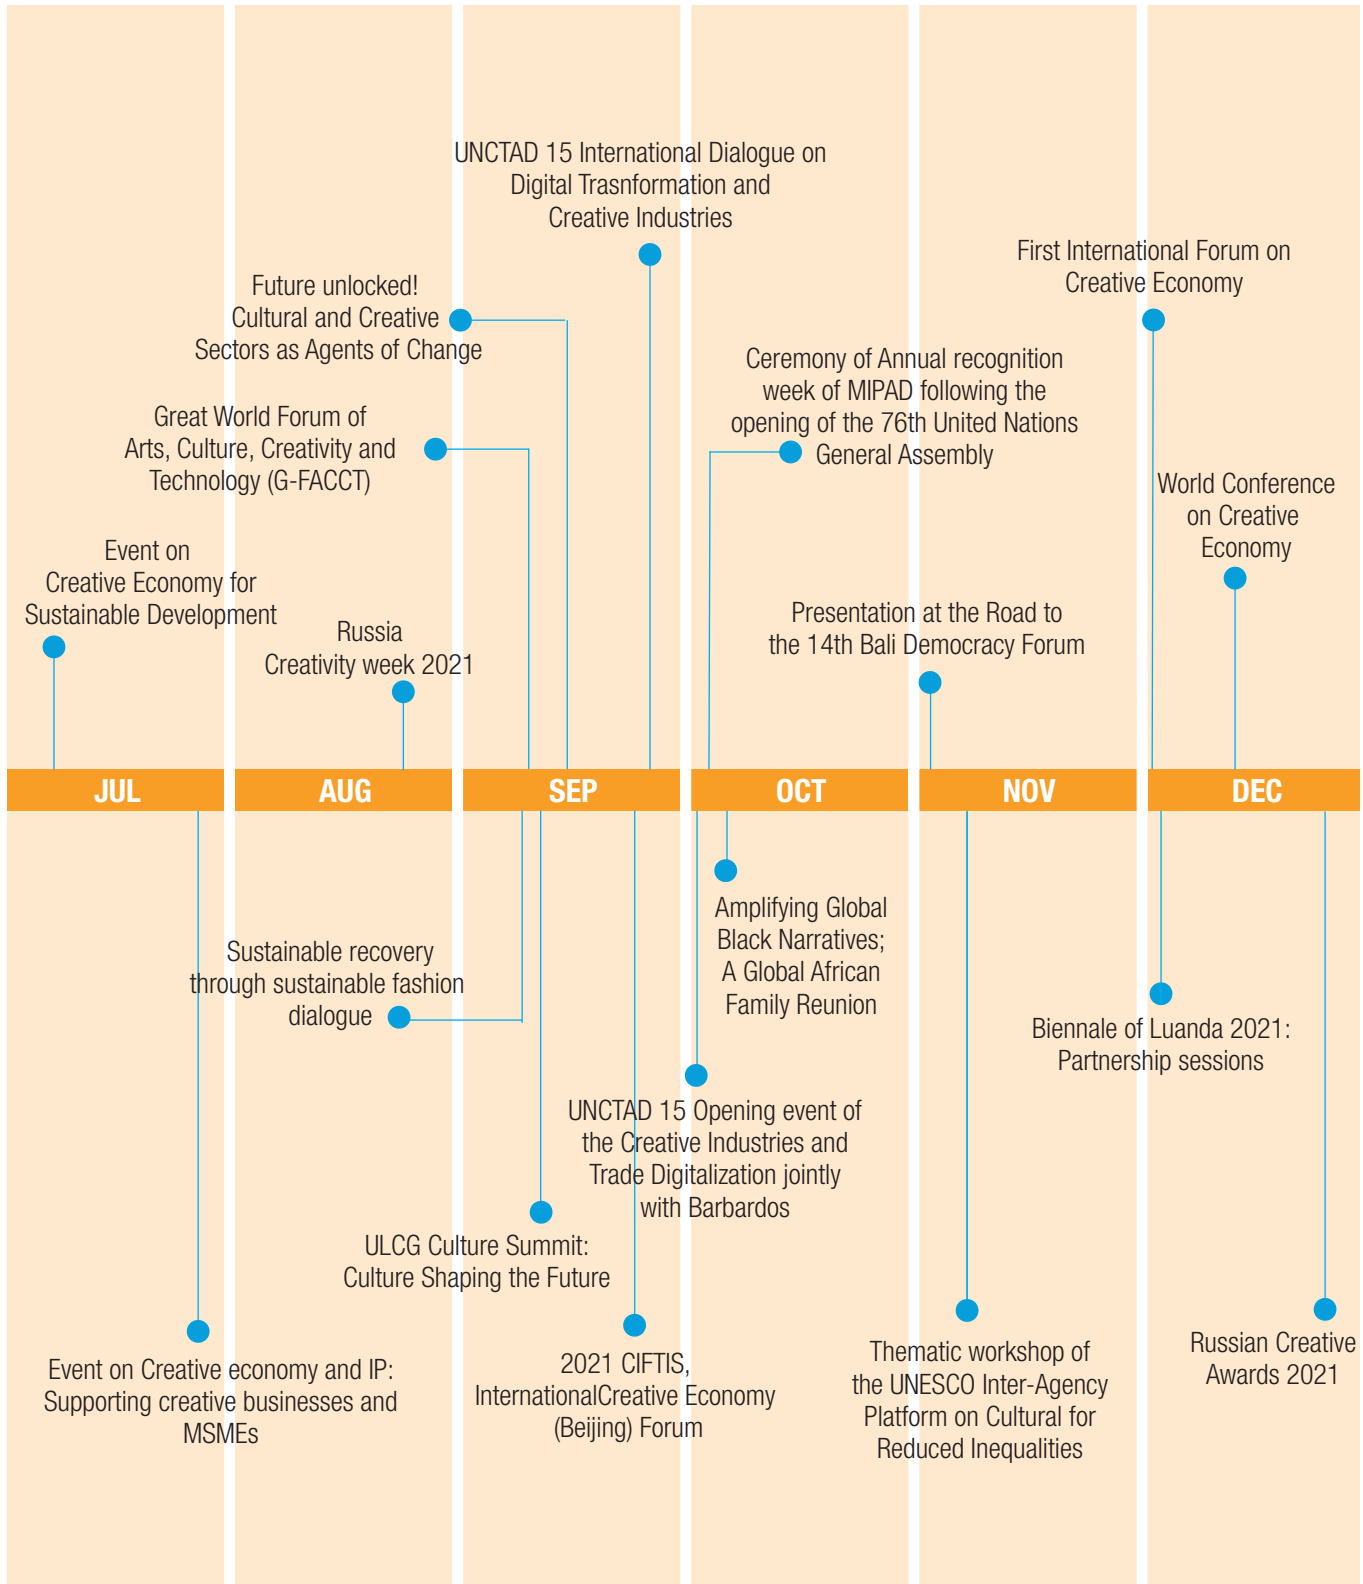 UNCTAD 15 International Dialogue on
Digital Trasnformation and
Creative Industries
First International Forum on
Creative Economy
Future unlocked!
Cultural and Creative
Sectors as Agents of Change
Ceremony of Annual recognition
week of MIPAD following the
opening of the 76th United Nations
General Assembly
Great World Forum of
Arts, Culture, Creativity and
Technology (G-FACCT)
World Conference
on Creative
Economy
Event on
Creative Economy for
Sustainable Development
Russia
Creativity week 2021
Presentation at the Road to
the 14th Bali Democracy Forum
JUL
AUG
SEP
OCT
NOV
DEC
Amplifying Global
Black Narratives;
A Global African
Family Reunion
Sustainable recovery
through sustainable fashion
dialogue
Biennale of Luanda 2021:
Partnership sessions
UNCTAD 15 Opening event of
the Creative Industries and
Trade Digitalization jointly
with Barbardos
ULCG Culture Summit:
Culture Shaping the Future
Event on Creative economy and IP:
Supporting creative businesses and
MSMEs
2021 CIFTIS,
InternationalCreative Economy
(Beijing) Forum
Thematic workshop of
the UNESCO Inter-Agency
Platform on Cultural for
Reduced Inequalities
Russian Creative
Awards 2021